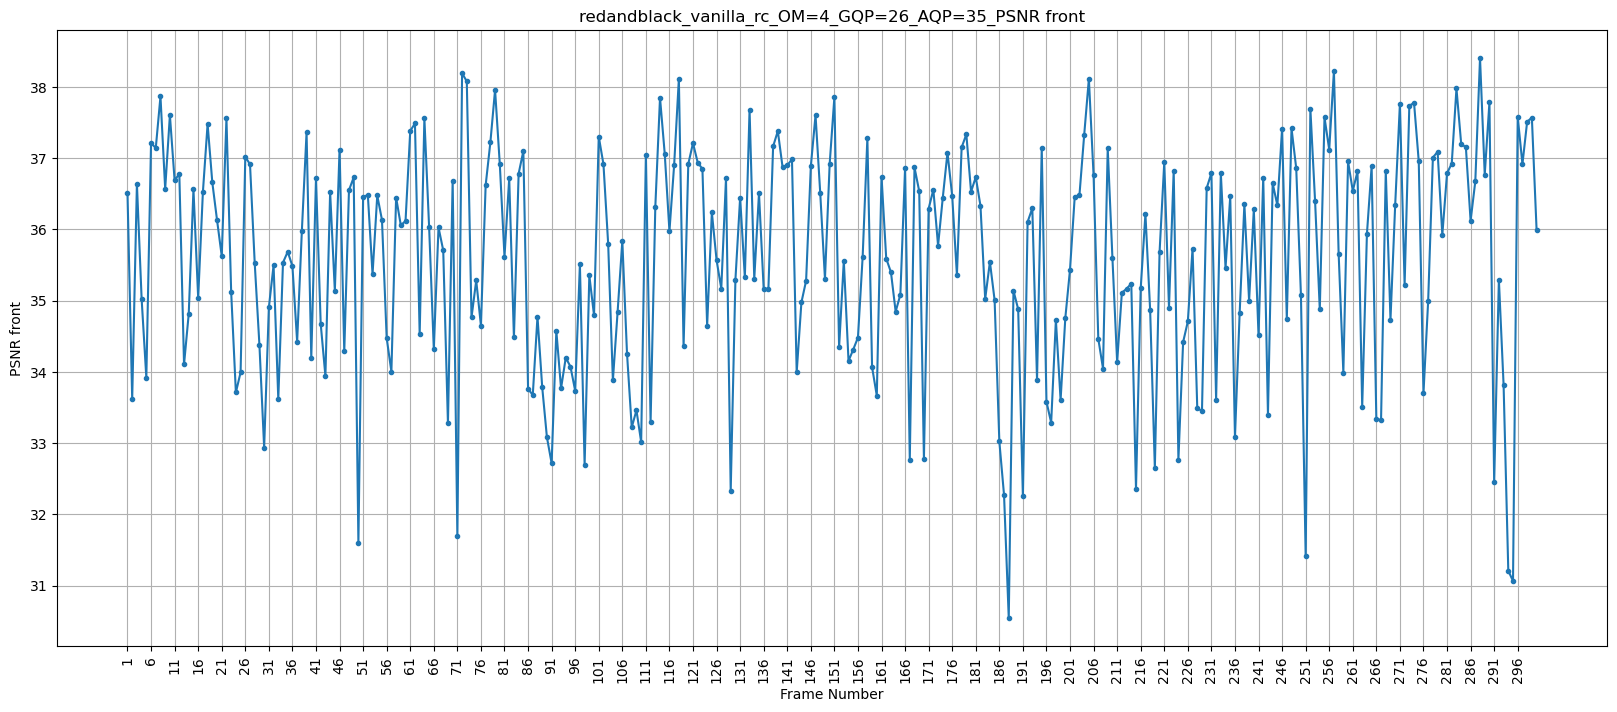 redandblack_vanilla_rc_OM=4_GQP=26_AQP=35_PSNR front
PSNR front
38
37
36
35
34
33
32
31
1 6 11 16 21 26 31 36 41 46 51 56 61 66 71 76 81 86 91 96 101 106 111 116 121 126 131 136 141 146 151 156 161 166 171 176 181 186 191 196 201 206 211 216 221 226 231 236 241 246 251 256 261 266 271 276 281 286 291 296
Frame Number